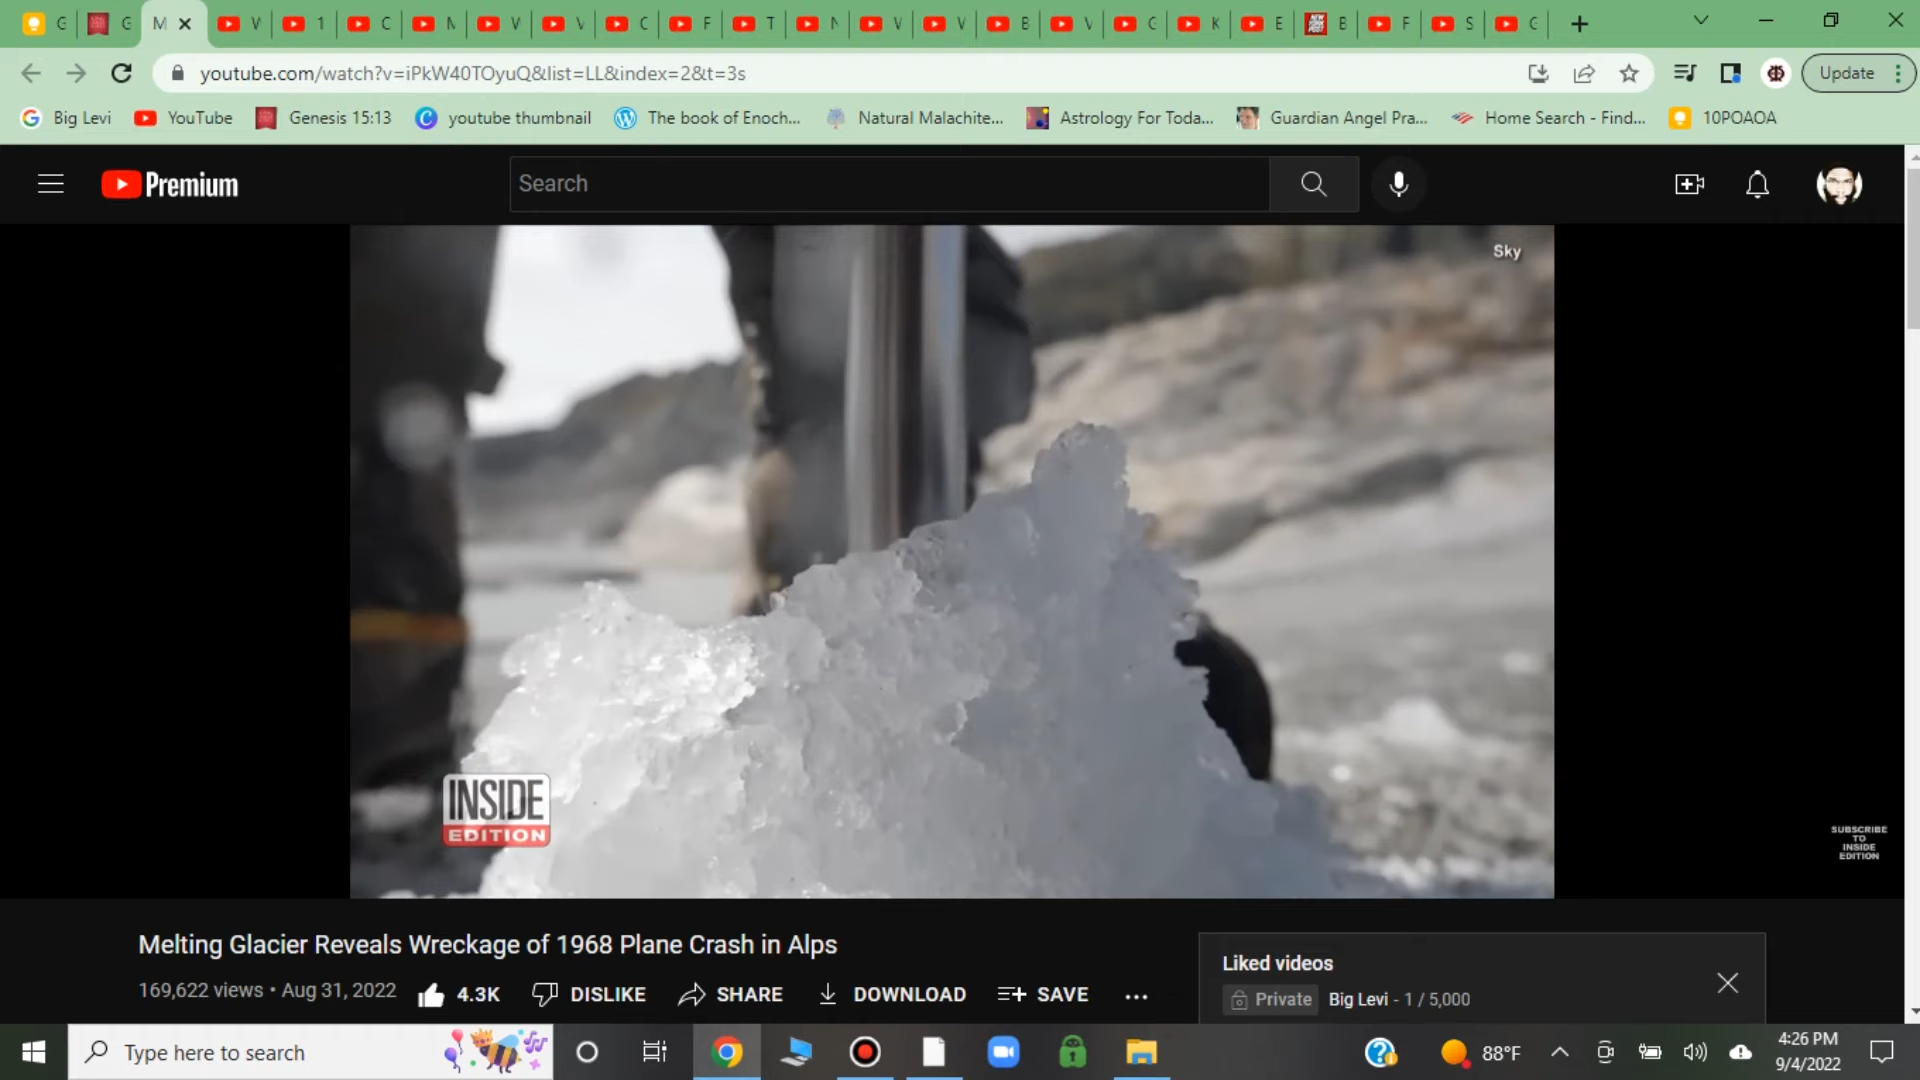 G
G
M
W
1
C
M
V
V
C
F
T
N
V
V
B
V
C
K
E
B
F
S
C
youtube.com/watch?v=iPkW40TOyuQ&list=LL&index=2&t=3s
Update
Big Levi
YouTube
Genesis 15:13
youtube thumbnail
The book of Enoch...
Natural Malachite...
Astrology For Toda...
Guardian Angel Pra...
Home Search - Find...
10POAOA
Premium
Search
Sky
INSIDE
EDITION
SUBSCRIBE
TO
INSIDE
EDITION
Melting Glacier Reveals Wreckage of 1968 Plane Crash in Alps
169,622 views • Aug 31, 2022
4.3K
DISLIKE
SHARE
DOWNLOAD
SAVE
Liked videos
Private
Big Levi - 1 / 5,000
Type here to search
88°F
4:26 PM
9/4/2022